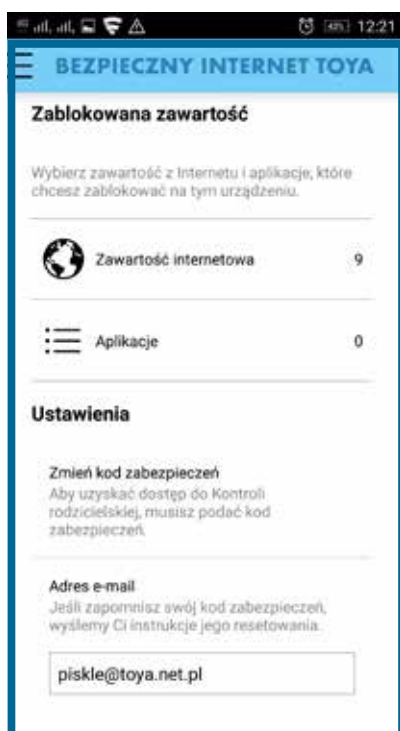 12:21
BEZPIECZNY INTERNET TOYA
Zablokowana zawartość
Wybierz zawartość z Internetu i aplikacje, które
chcesz zablokować na tym urządzeniu.
Zawartość internetowa 9
Aplikacje 0
Ustawienia
Zmień kod zabezpieczeń
Aby uzyskać dostęp do Kontroli
rodzicielskiej, musisz podać kod
zabezpieczeń.
Adres e-mail
Jeśli zapomnisz swój kod zabezpieczeń,
wyślemy Ci instrukcje jego resetowania.
piskle@toya.net.pl